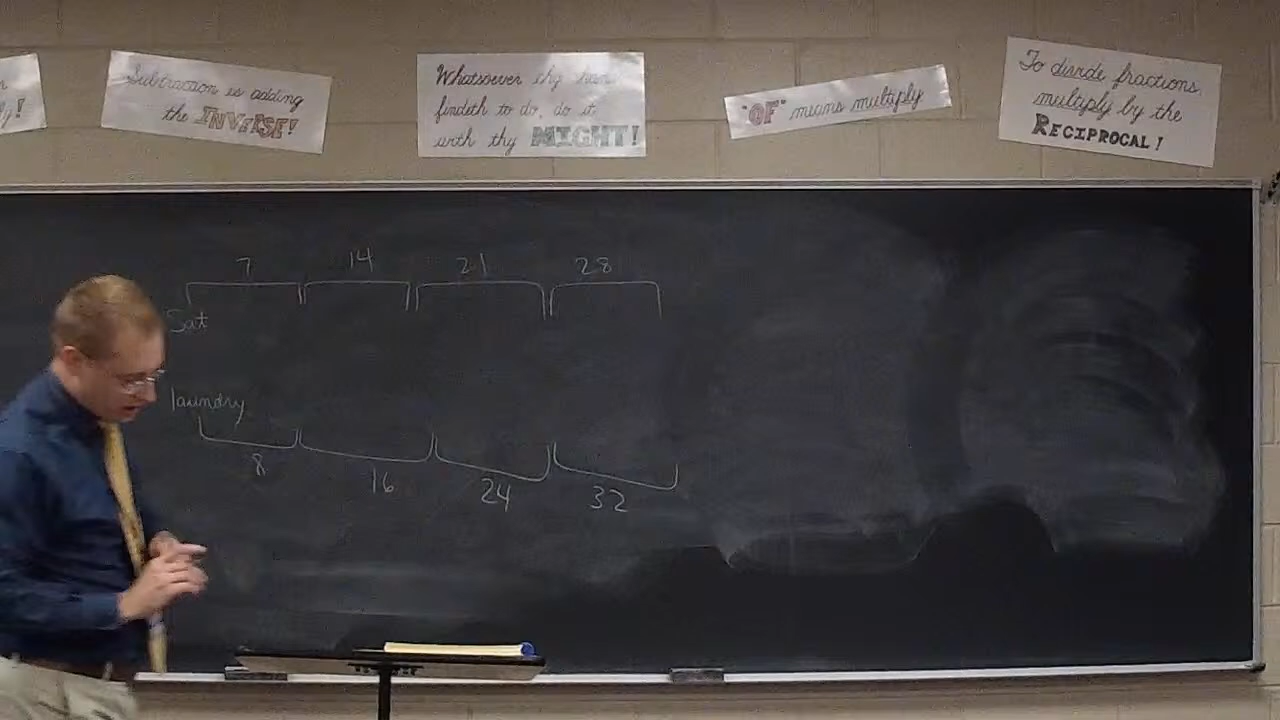 y!
Subtraction is adding
the INVERSE!
Whatsoever thy hand
findeth to do, do it
with thy MIGHT!
"OF" means multiply
To divide fractions,
multiply by the
RECIPROCAL!
7 14 21 28
Sat
laundry
8 16 24 32